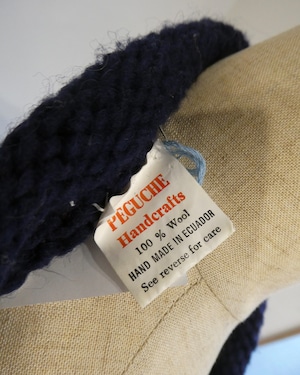 PEGUCHE
Handcrafts
100 % Wool
HAND MADE IN ECUADOR
See reverse for care